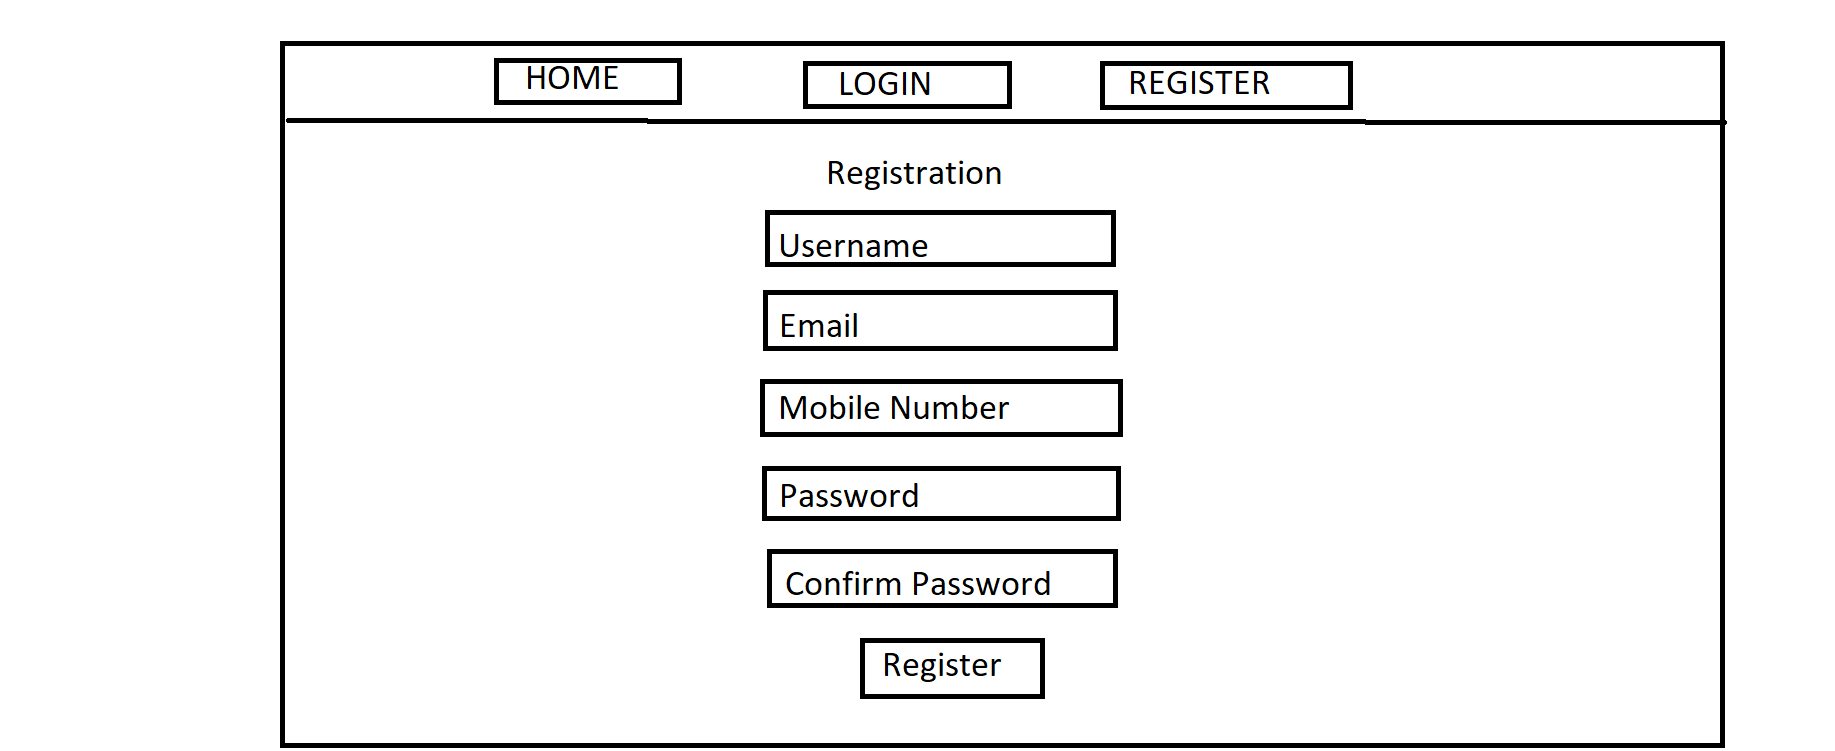 HOME LOGIN REGISTER
Registration
Username
Email
Mobile Number
Password
Confirm Password
Register